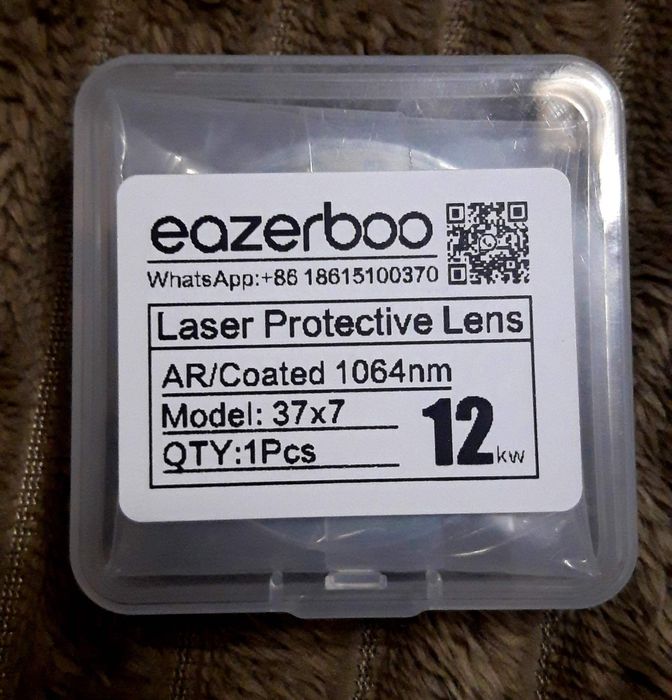 eazerboo
WhatsApp:+86 18615100370
Laser Protective Lens
AR/Coated 1064nm
Model: 37x7
QTY:1Pcs
12kw